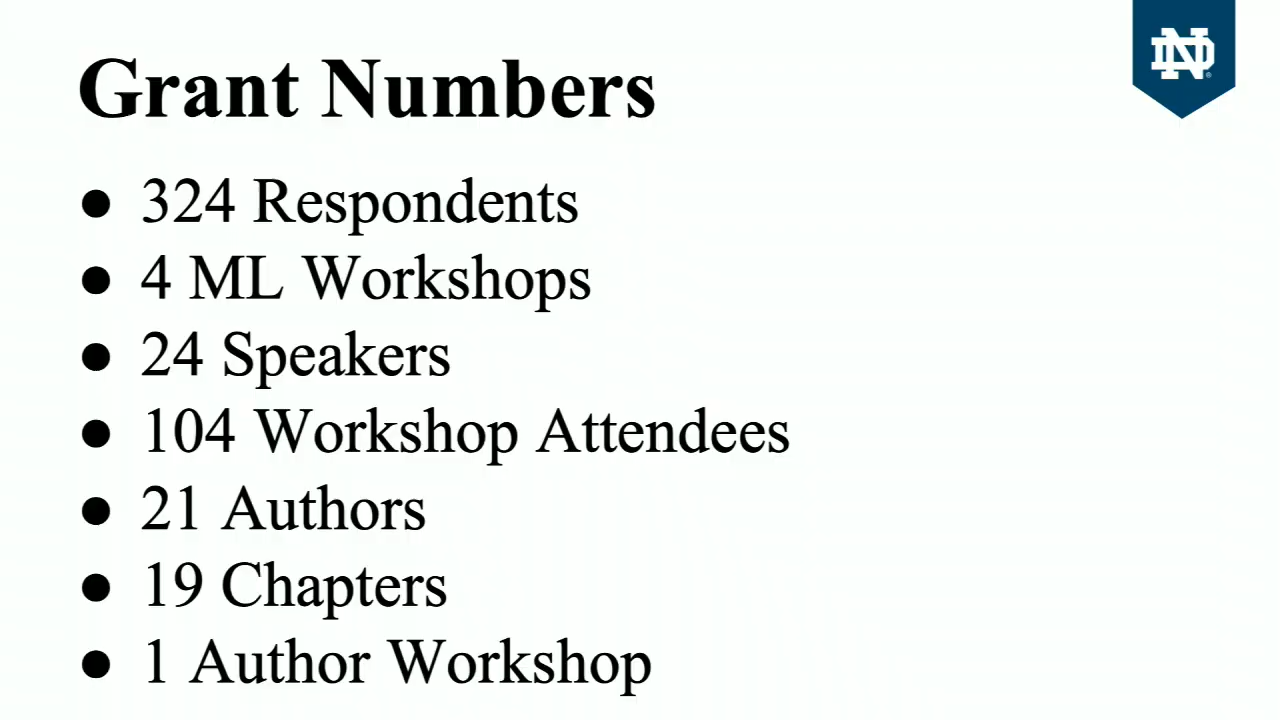 Grant Numbers
● 324 Respondents
● 4 ML Workshops
● 24 Speakers
● 104 Workshop Attendees
● 21 Authors
● 19 Chapters
● 1 Author Workshop
ND